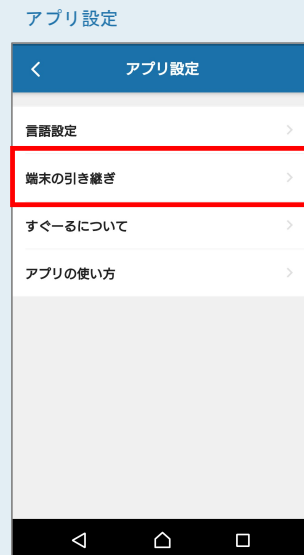 アプリ設定
アプリ設定
言語設定
端末の引き継ぎ
すぐーるについて
アプリの使い方